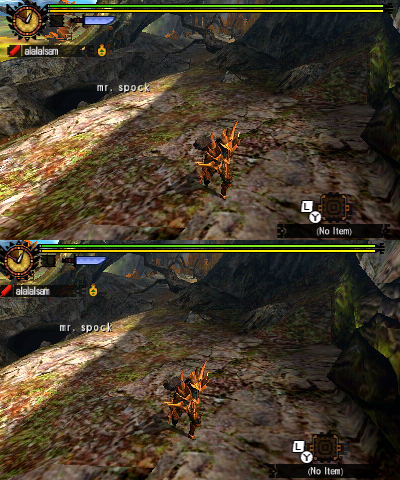 alalalsam
mr. spock
L
Y
(No Item)
alalalsam
mr. spock
L
Y
(No Item)